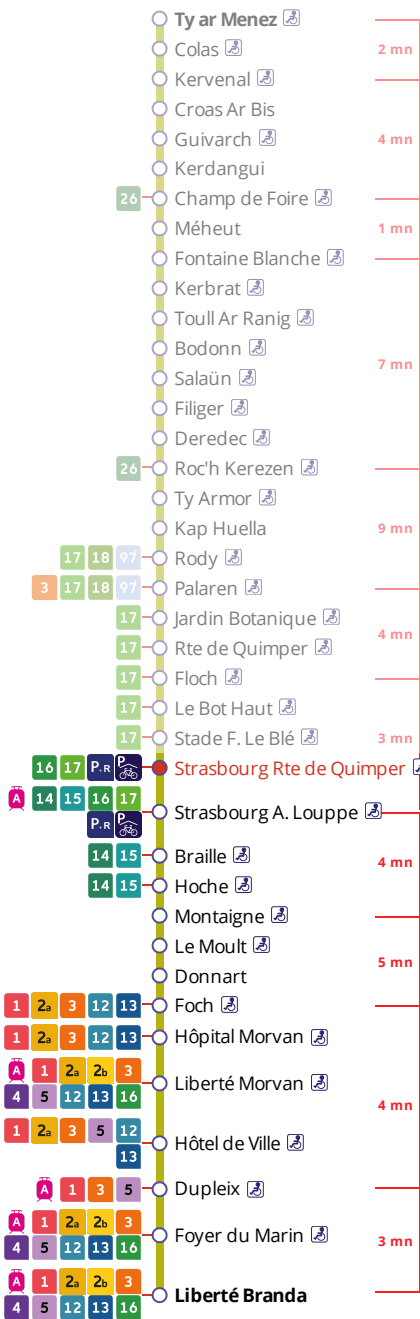 Ty ar Menez
Colas
2 mn
Kervenal
Croas Ar Bis
Guivarch
4 mn
Kerdangui
26 Champ de Foire
Méheut
1 mn
Fontaine Blanche
Kerbrat
Toull Ar Ranig
Bodonn
7 mn
Salaün
Filiger
Deredec
26 Roc'h Kerezen
Ty Armor
Kap Huella
9 mn
17 18 97 Rody
3 17 18 97 Palaren
17 Jardin Botanique
4 mn
17 Rte de Quimper
17 Floch
17 Le Bot Haut
17 Stade F. Le Blé
3 mn
16 17 P.R P Strasbourg Rte de Quimper
A 14 15 16 17
P.R P
Strasbourg A. Louppe
14 15 Braille
4 mn
14 15 Hoche
Montaigne
Le Moult
5 mn
Donnart
1 2a 3 12 13 Foch
1 2a 3 12 13 Hôpital Morvan
A 1 2a 2b 3
4 5 12 13 16
Liberté Morvan
4 mn
1 2a 3 5 12
13
Hôtel de Ville
A 1 3 5 Dupleix
A 1 2a 2b 3
4 5 12 13 16
Foyer du Marin
3 mn
A 1 2a 2b 3
4 5 12 13 16
Liberté Branda